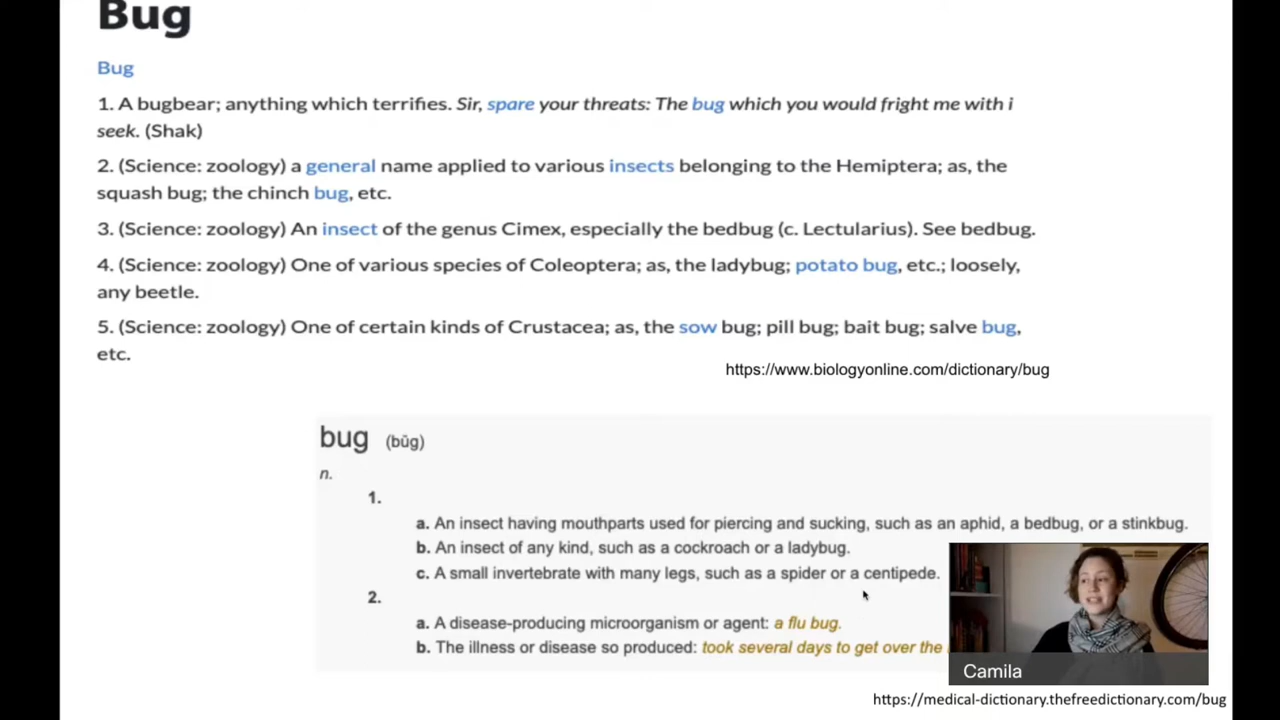 Bug
Bug
1. A bugbear; anything which terrifies. Sir, spare your threats: The bug which you would fright me with i
seek. (Shak)
2. (Science: zoology) a general name applied to various insects belonging to the Hemiptera; as, the
squash bug; the chinch bug, etc.
3. (Science: zoology) An insect of the genus Cimex, especially the bedbug (c. Lectularius). See bedbug.
4. (Science: zoology) One of various species of Coleoptera; as, the ladybug; potato bug, etc.; loosely,
any beetle.
5. (Science: zoology) One of certain kinds of Crustacea; as, the sow bug; pill bug; bait bug; salve bug,
etc.
https://www.biologyonline.com/dictionary/bug
bug (bŭg)
n.
1.
a. An insect having mouthparts used for piercing and sucking, such as an aphid, a bedbug, or a stinkbug.
b. An insect of any kind, such as a cockroach or a ladybug.
c. A small invertebrate with many legs, such as a spider or a centipede.
2.
a. A disease-producing microorganism or agent: a flu bug.
b. The illness or disease so produced: took several days to get over the
Camila
https://medical-dictionary.thefreedictionary.com/bug